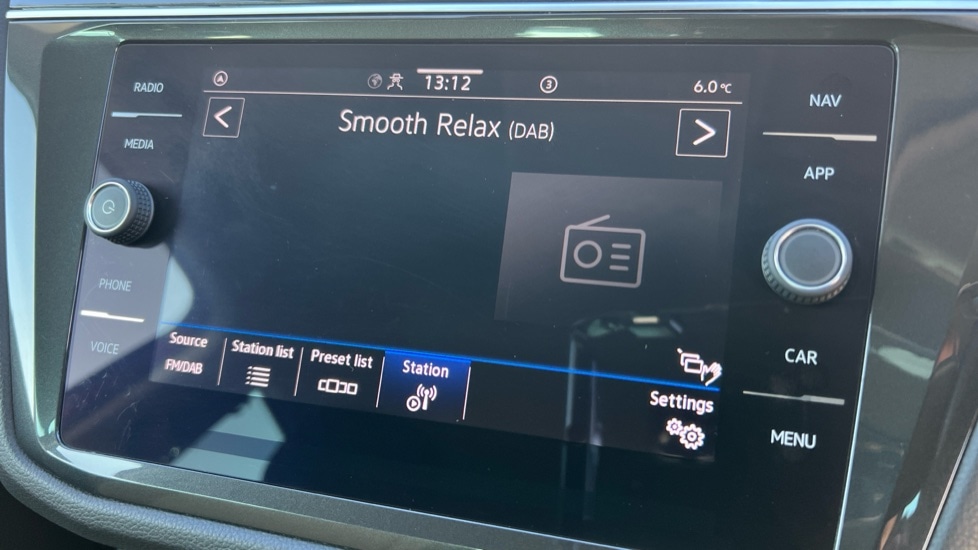 RADIO
MEDIA
PHONE
VOICE
13:12
3
6.0 °C
Smooth Relax (DAB)
Source
FM/DAB
Station list
Preset list
Station
Settings
NAV
APP
CAR
MENU